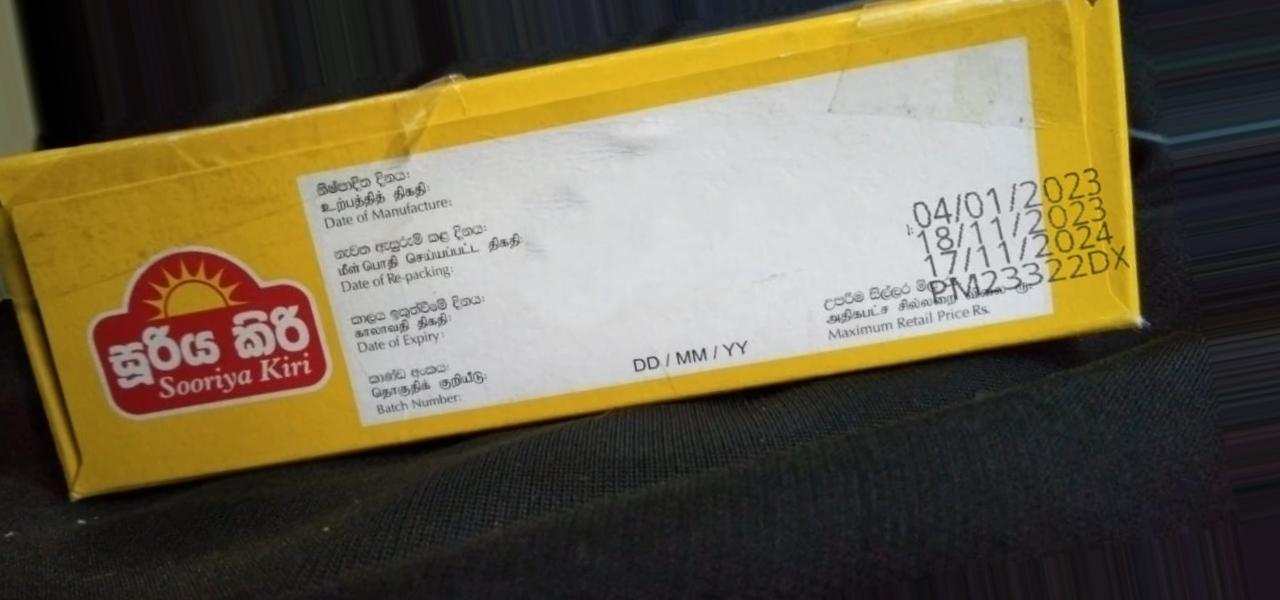 සූරිය කිරි
Sooriya Kiri
නිෂ්පාදිත දිනය:
உற்பத்தித் திகதி:
Date of Manufacture:
නැවත ඇසුරුම් කළ දිනය:
மீள் பொதி செய்யப்பட்ட திகதி:
Date of Re-packing:
කාලය ඉකුත්වීමේ දිනය:
காலாவதி திகதி:
Date of Expiry:
කාණ්ඩ අංකය:
தொகுதிக் குறியீடு:
Batch Number:
DD / MM / YY
04/01/2023
18/11/2023
17/11/2024
PM23322DX
උපරිම සිල්ලර
அதிகபட்ச சில்லறை விலை ரூ.
Maximum Retail Price Rs.